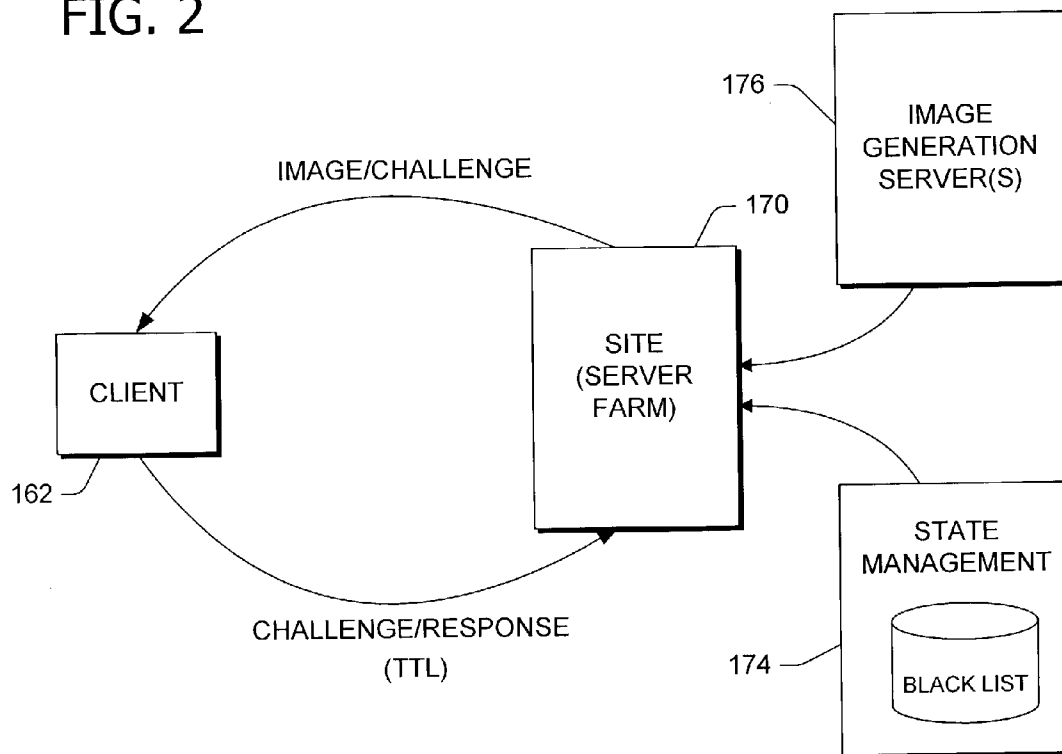 FIG. 2
176
IMAGE
GENERATION
SERVER(S)
IMAGE/CHALLENGE
170
SITE
(SERVER
FARM)
CLIENT
162
STATE
MANAGEMENT
CHALLENGE/RESPONSE
(TTL)
174
BLACK LIST